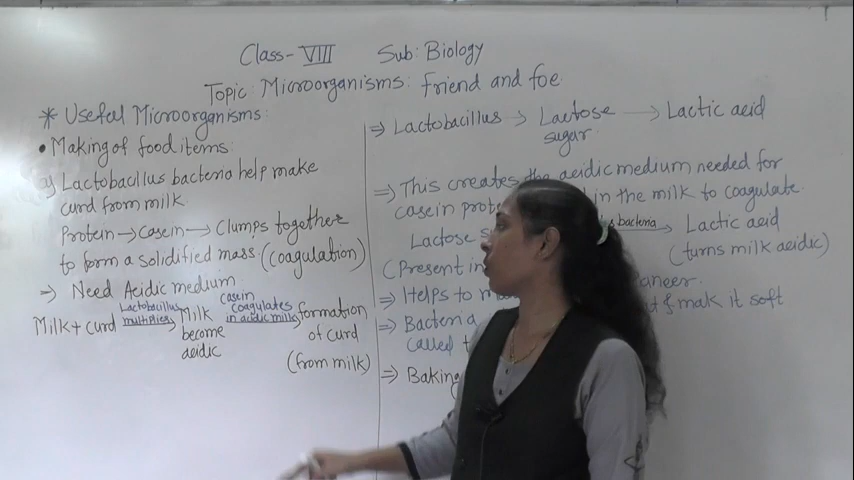 Class-VIII Sub: Biology
Topic: Microorganisms: Friend and foe
* Useful Microorganisms:
• Making of food items:
a) Lactobacillus bacteria help make
curd from milk.
Protein → Casein → Clumps together
to form a solidified mass. (coagulation)
⇒ Need Acidic medium.
Milk + curd Lactobacillus multiplies → Milk become acidic casein coagulates in acidic milk → formation of curd (from milk)
⇒ Lactobacillus → Lactose sugar. → Lactic acid
⇒ This creates the acidic medium needed for
casein in the milk to coagulate.
Lactose bacteria → Lactic acid
(Present in (turns milk acidic)
⇒ Helps to
⇒ Bacteria & mak it soft
called
⇒ Baking